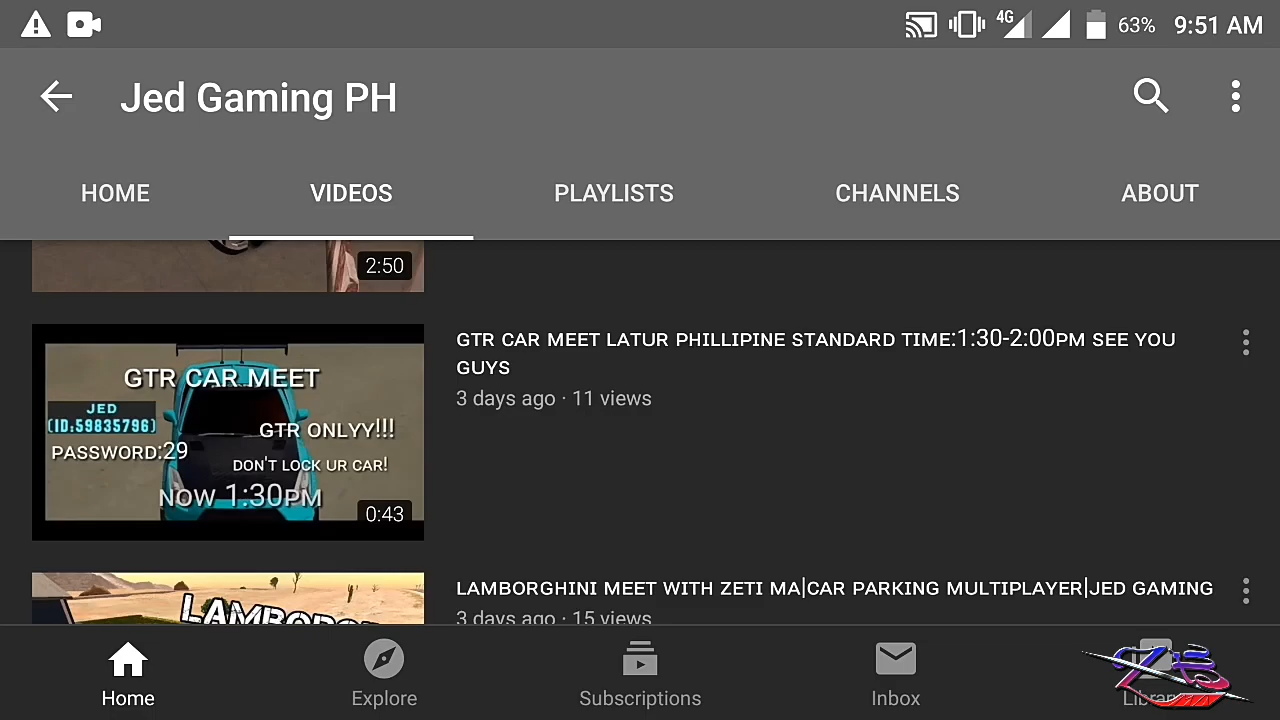 4G 63% 9:51 AM
Jed Gaming PH
HOME VIDEOS PLAYLISTS CHANNELS ABOUT
2:50
GTR CAR MEET LATUR PHILLIPINE STANDARD TIME:1:30-2:00PM SEE YOU
GUYS
3 days ago · 11 views
GTR CAR MEET
JED
(ID:59835796)
GTR ONLYY!!!
PASSWORD:29
DON'T LOCK UR CAR!
NOW 1:30PM
0:43
LAMBORGHINI MEET WITH ZETI MA|CAR PARKING MULTIPLAYER|JED GAMING
3 days ago · 15 views
Home Explore Subscriptions Inbox